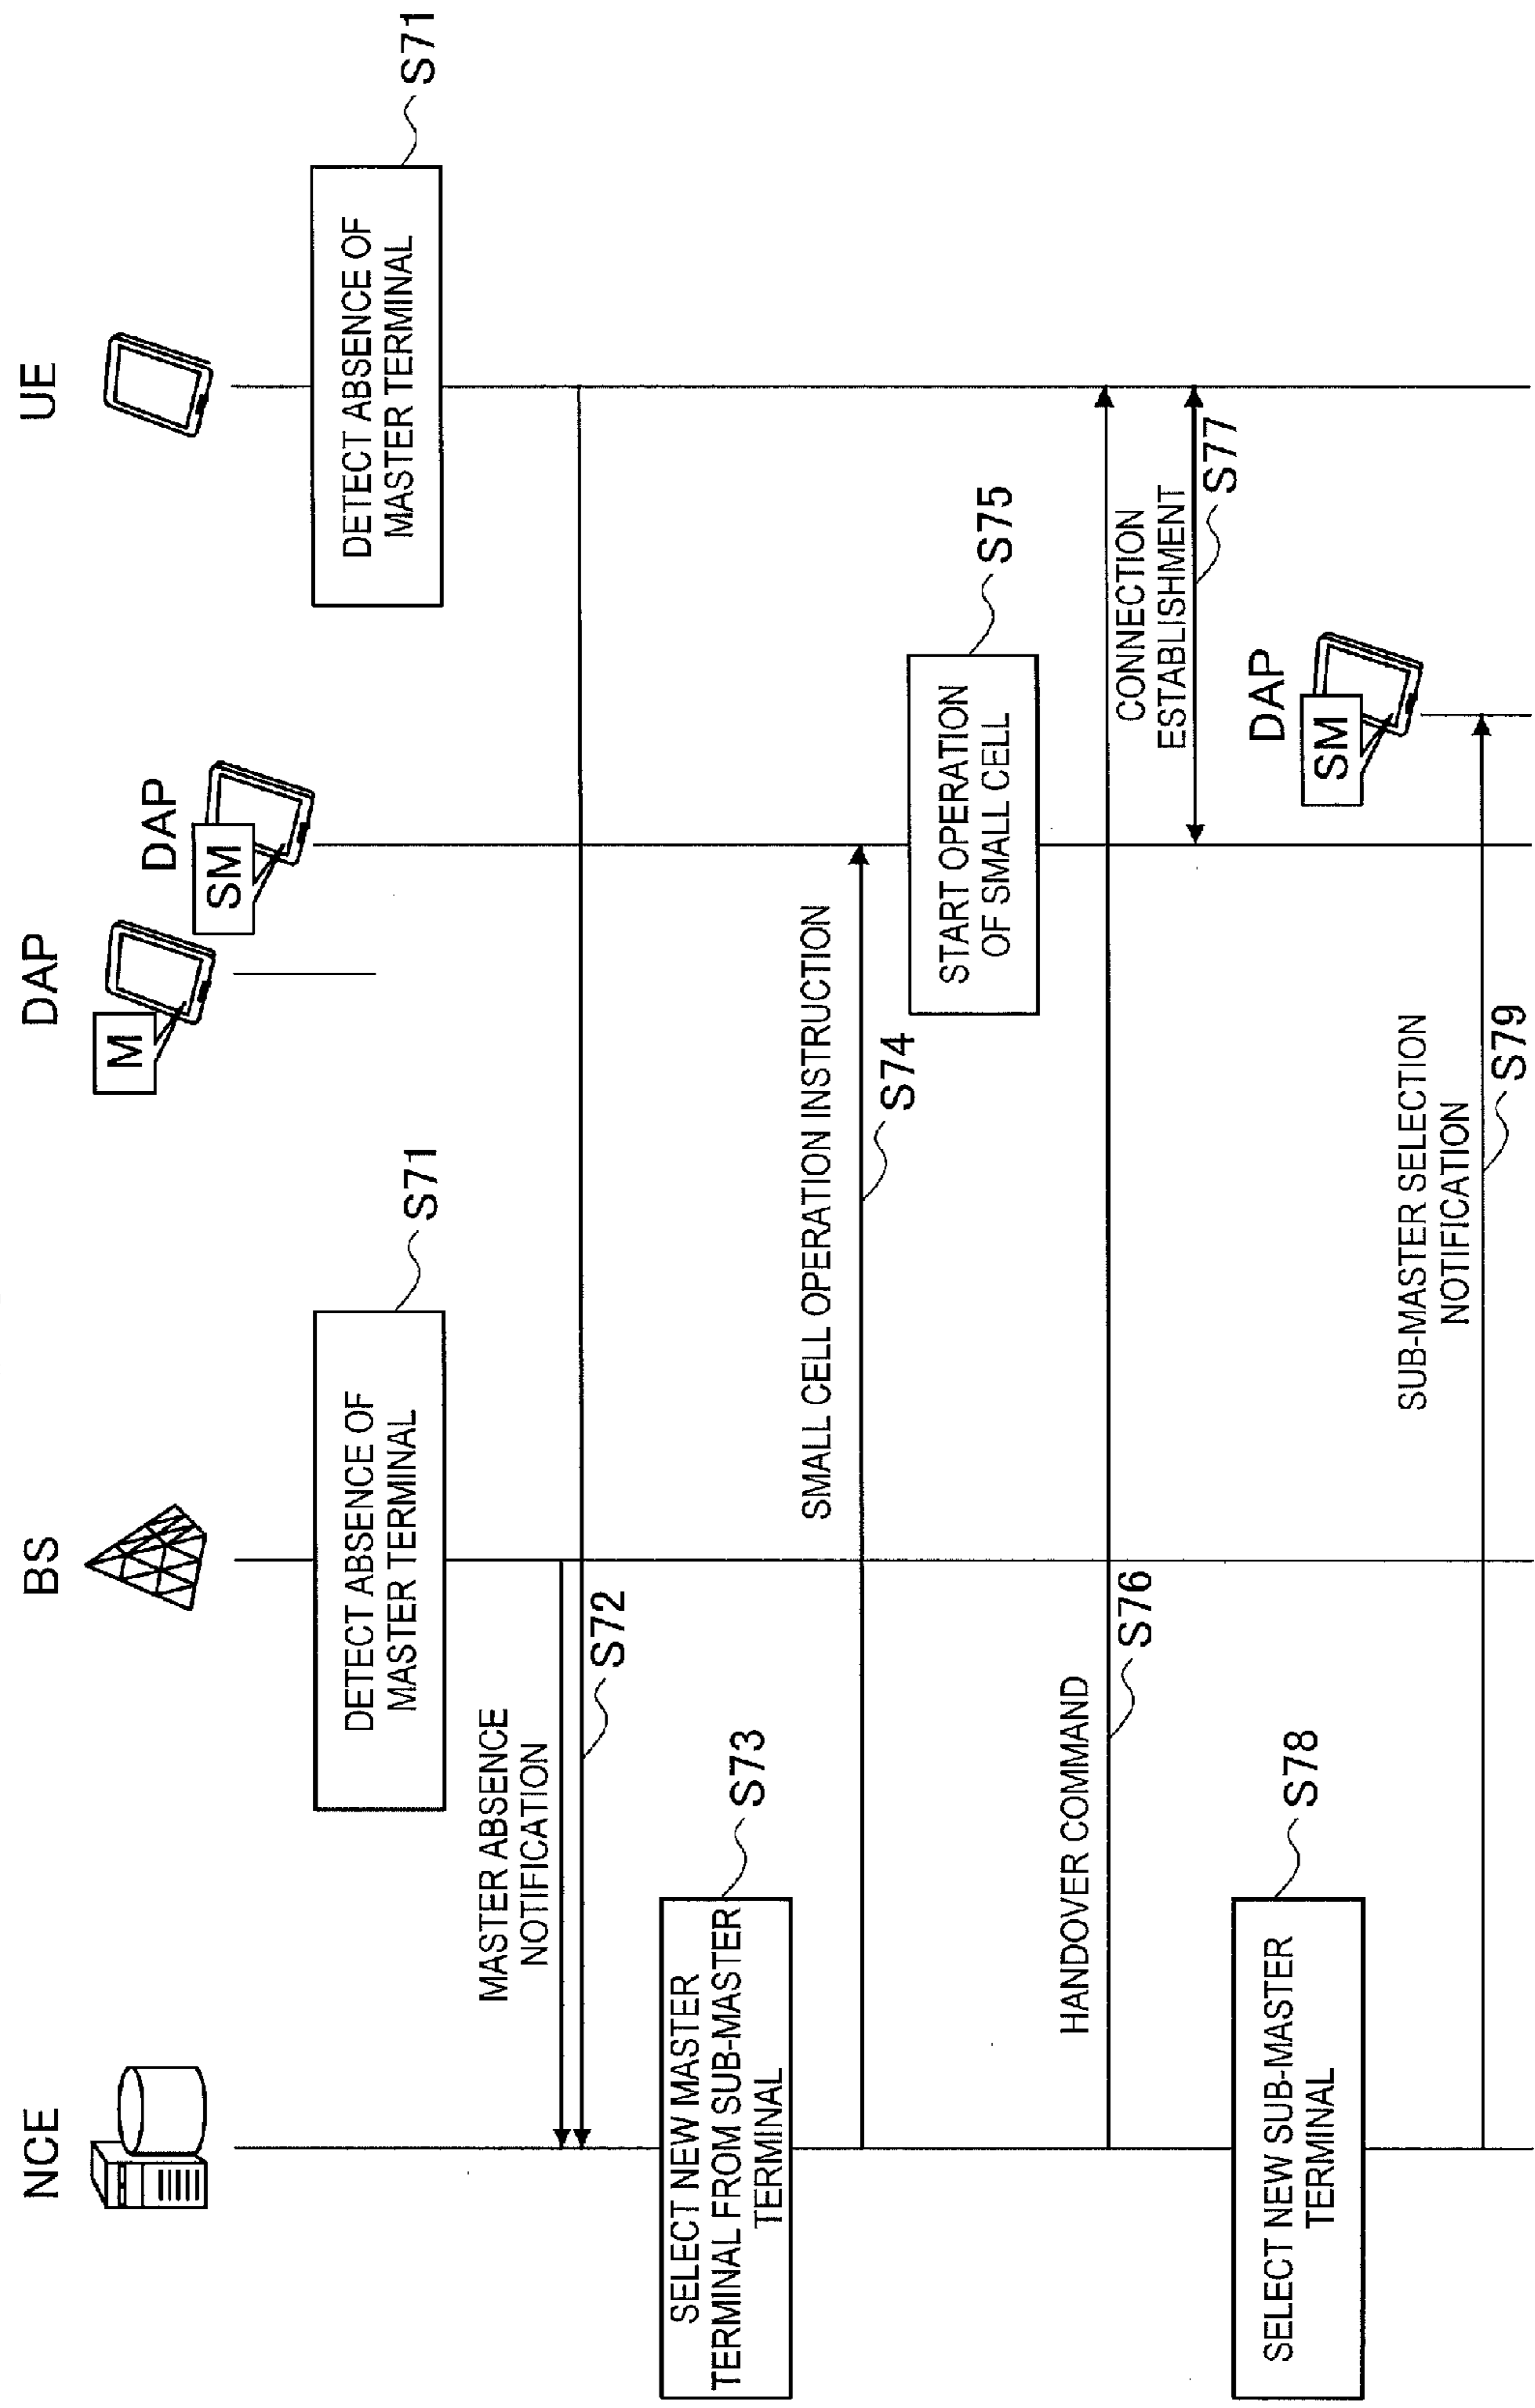 NCE
BS
DAP
M
DAP
SM
UE
DETECT ABSENCE OF
MASTER TERMINAL
S71
DETECT ABSENCE OF
MASTER TERMINAL
S71
MASTER ABSENCE
NOTIFICATION
S72
SELECT NEW MASTER
TERMINAL FROM SUB-MASTER
TERMINAL
S73
SMALL CELL OPERATION INSTRUCTION
S74
START OPERATION
OF SMALL CELL
S75
HANDOVER COMMAND
S76
CONNECTION
ESTABLISHMENT
S77
SELECT NEW SUB-MASTER
TERMINAL
S78
DAP
SM
SUB-MASTER SELECTION
NOTIFICATION
S79